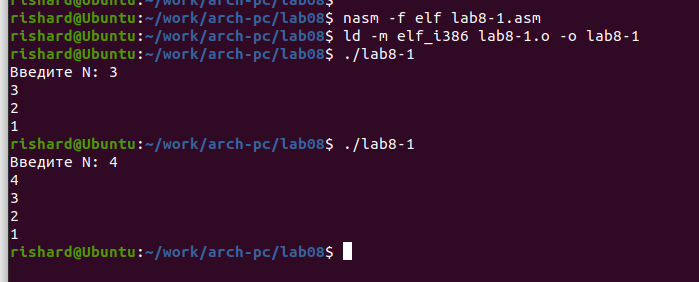 rishard@Ubuntu:~/work/arch-pc/lab08$
rishard@Ubuntu:~/work/arch-pc/lab08$ nasm -f elf lab8-1.asm
rishard@Ubuntu:~/work/arch-pc/lab08$ ld -m elf_i386 lab8-1.o -o lab8-1
rishard@Ubuntu:~/work/arch-pc/lab08$ ./lab8-1
Введите N: 3
3
2
1
rishard@Ubuntu:~/work/arch-pc/lab08$ ./lab8-1
Введите N: 4
4
3
2
1
rishard@Ubuntu:~/work/arch-pc/lab08$